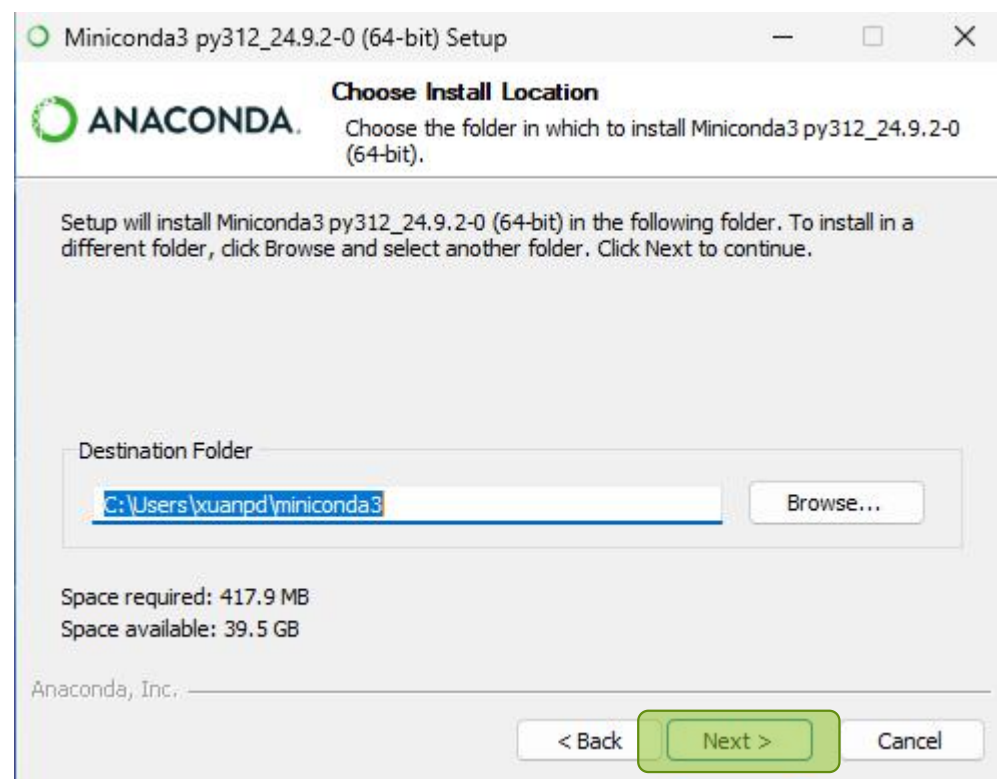 Miniconda3 py312_24.9.2-0 (64-bit) Setup
ANACONDA.
Choose Install Location
Choose the folder in which to install Miniconda3 py312_24.9.2-0
(64-bit).
Setup will install Miniconda3 py312_24.9.2-0 (64-bit) in the following folder. To install in a
different folder, click Browse and select another folder. Click Next to continue.
Destination Folder
C:\Users\xuanpd\miniconda3
Browse...
Space required: 417.9 MB
Space available: 39.5 GB
Anaconda, Inc.
< Back
Next >
Cancel